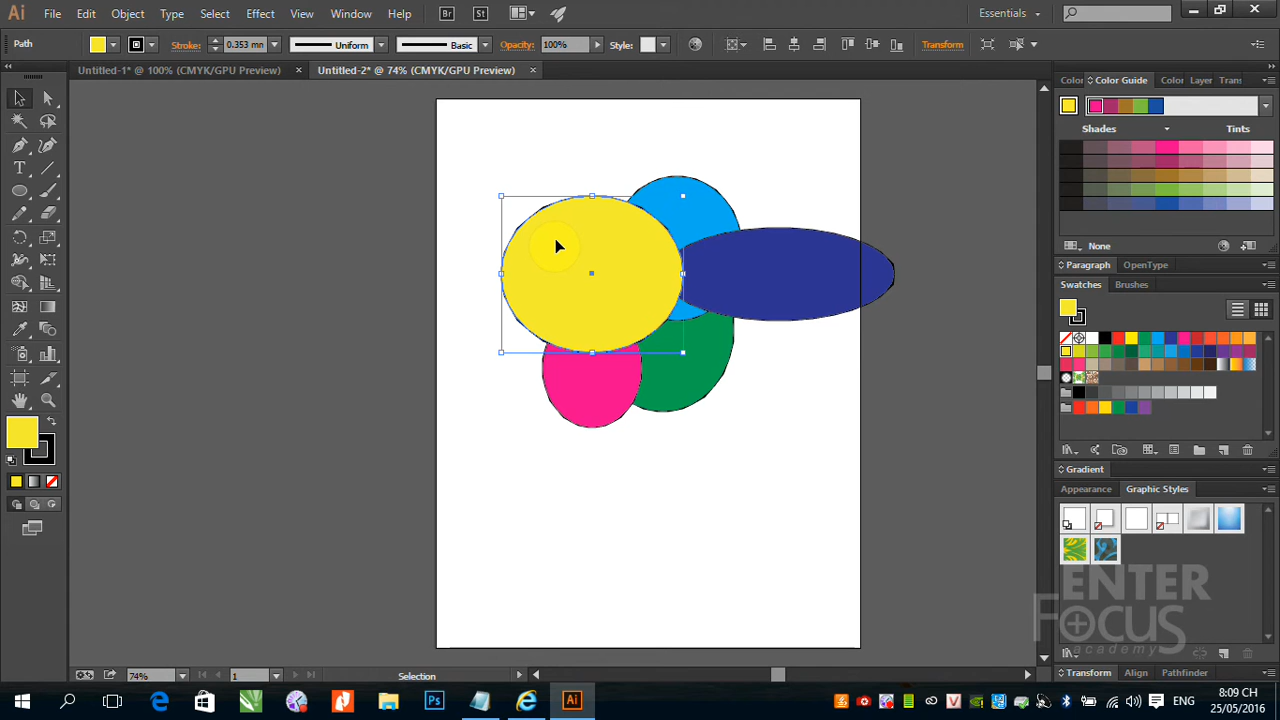 Ai File Edit Object Type Select Effect View Window Help Br St Essentials
Path Stroke: 0.353 mn Uniform Basic Opacity: 100% Style: Transform
Untitled-1* @ 100% (CMYK/GPU Preview) × Untitled-2* @ 74% (CMYK/GPU Preview) ×
Color Color Guide Color Layer Trans
Shades Tints
None
Paragraph OpenType
Swatches Brushes
Gradient
Appearance Graphic Styles
ENTER
FOCUS
academy
Transform Align Pathfinder
74% 1 Selection
Ps Ai ENG 8:09 CH
25/05/2016